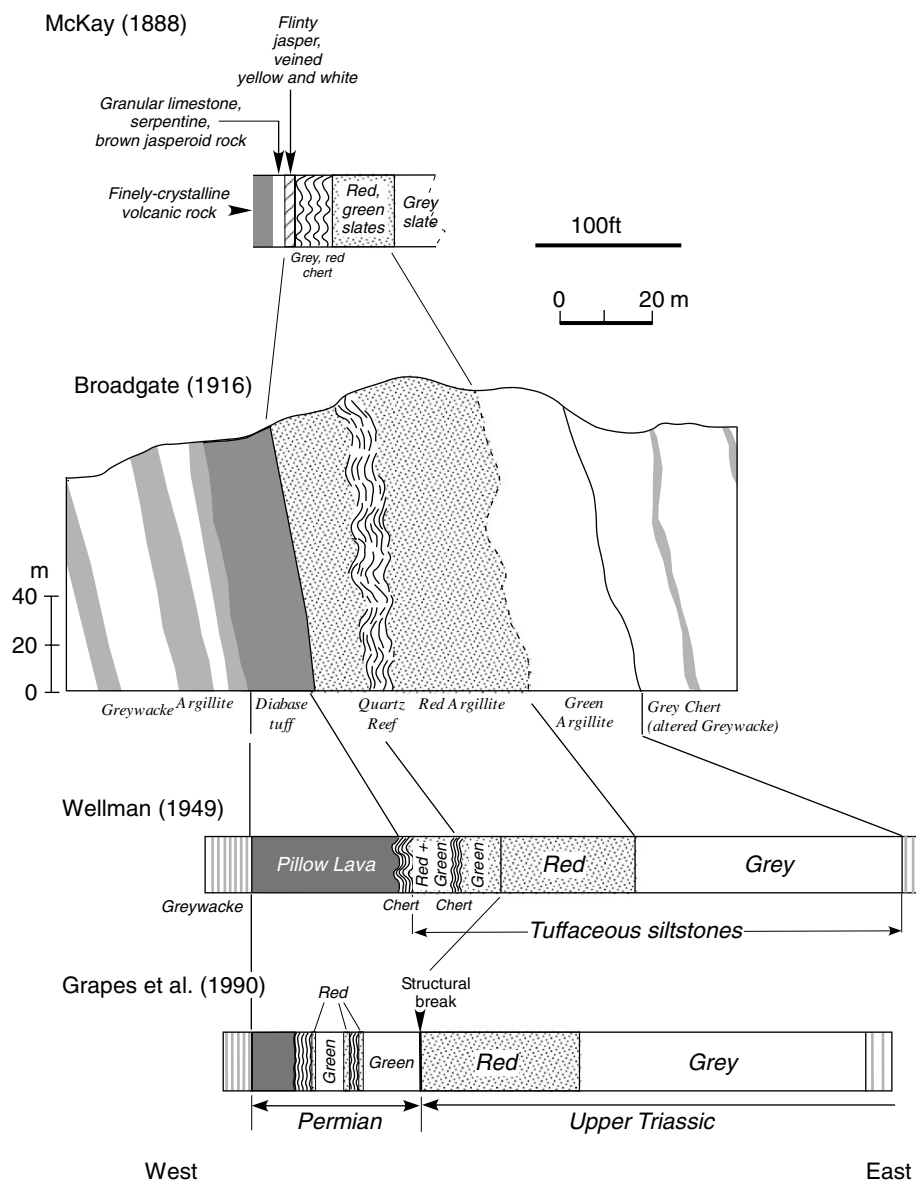 McKay (1888)
Flinty
jasper,
veined
yellow and white
Granular limestone,
serpentine,
brown jasperoid rock
Finely-crystalline
volcanic rock
Red,
green
slates
Grey
slate
Grey, red
chert
100ft
0 20 m
Broadgate (1916)
m
40
20
0
Greywacke
Argillite
Diabase
tuff
Quartz
Reef
Red Argillite
Green
Argillite
Grey Chert
(altered Greywacke)
Wellman (1949)
Pillow Lava
Red +
Green
Green
Red
Grey
Greywacke
Chert
Chert
Tuffaceous siltstones
Grapes et al. (1990)
Red
Structural
break
Green
Green
Red
Grey
Permian
Upper Triassic
West
East